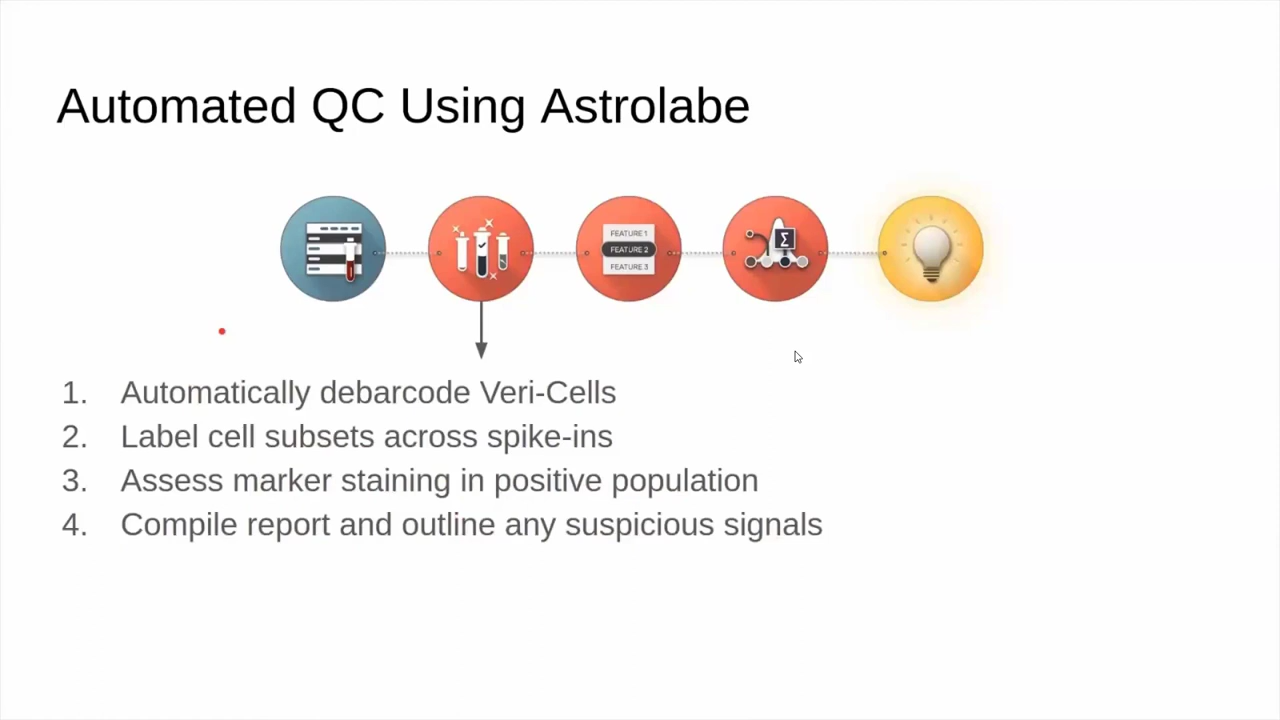 Automated QC Using Astrolabe
FEATURE 1
FEATURE 2
FEATURE 3
Σ
1. Automatically debarcode Veri-Cells
2. Label cell subsets across spike-ins
3. Assess marker staining in positive population
4. Compile report and outline any suspicious signals